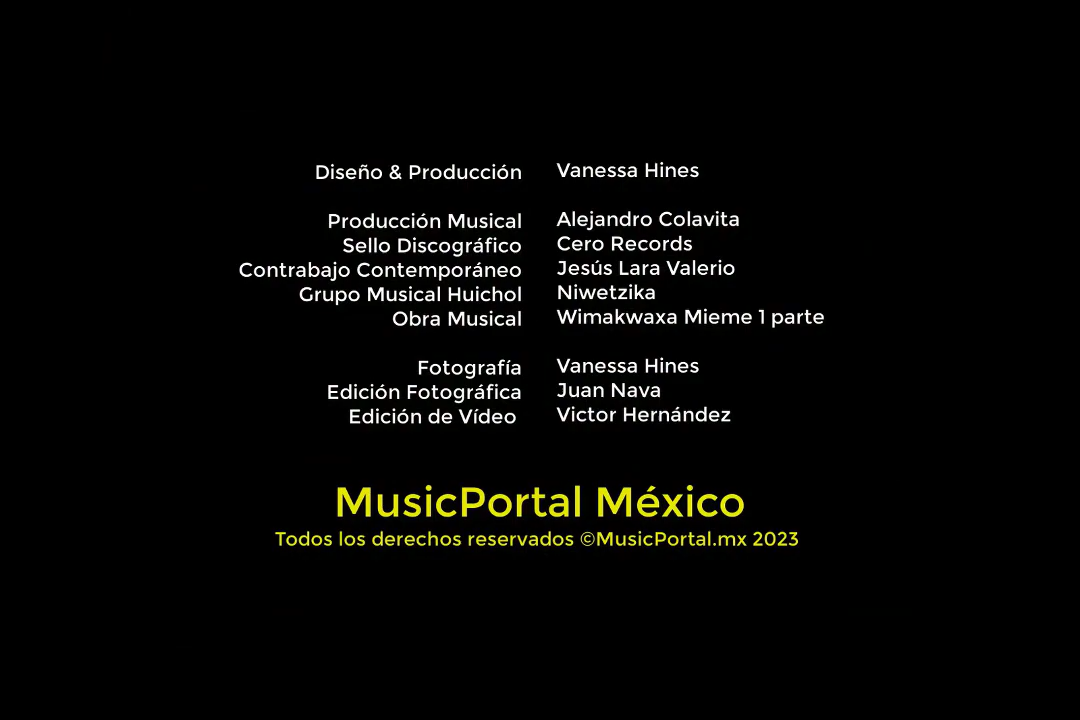 Diseño & Producción Vanessa Hines
Producción Musical Alejandro Colavita
Sello Discográfico Cero Records
Contrabajo Contemporáneo Jesús Lara Valerio
Grupo Musical Huichol Niwetzika
Obra Musical Wimakwaxa Mieme 1 parte
Fotografía Vanessa Hines
Edición Fotográfica Juan Nava
Edición de Vídeo Victor Hernández
MusicPortal México
Todos los derechos reservados ©MusicPortal.mx 2023